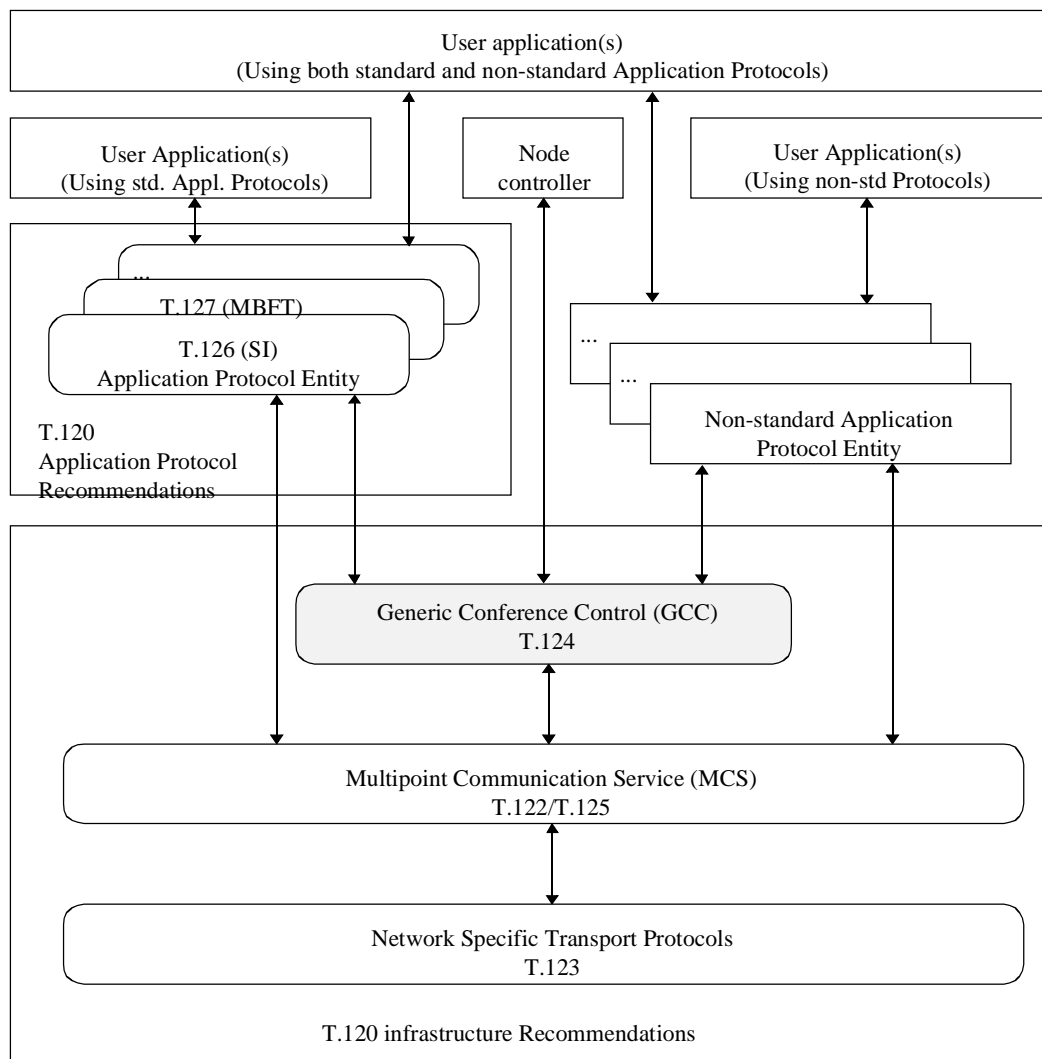 User application(s)
(Using both standard and non-standard Application Protocols)
User Application(s)
(Using std. Appl. Protocols)
Node
controller
User Application(s)
(Using non-std Protocols)
...
T.127 (MBFT)
T.126 (SI)
Application Protocol Entity
T.120
Application Protocol
Recommendations
...
...
Non-standard Application
Protocol Entity
Generic Conference Control (GCC)
T.124
Multipoint Communication Service (MCS)
T.122/T.125
Network Specific Transport Protocols
T.123
T.120 infrastructure Recommendations